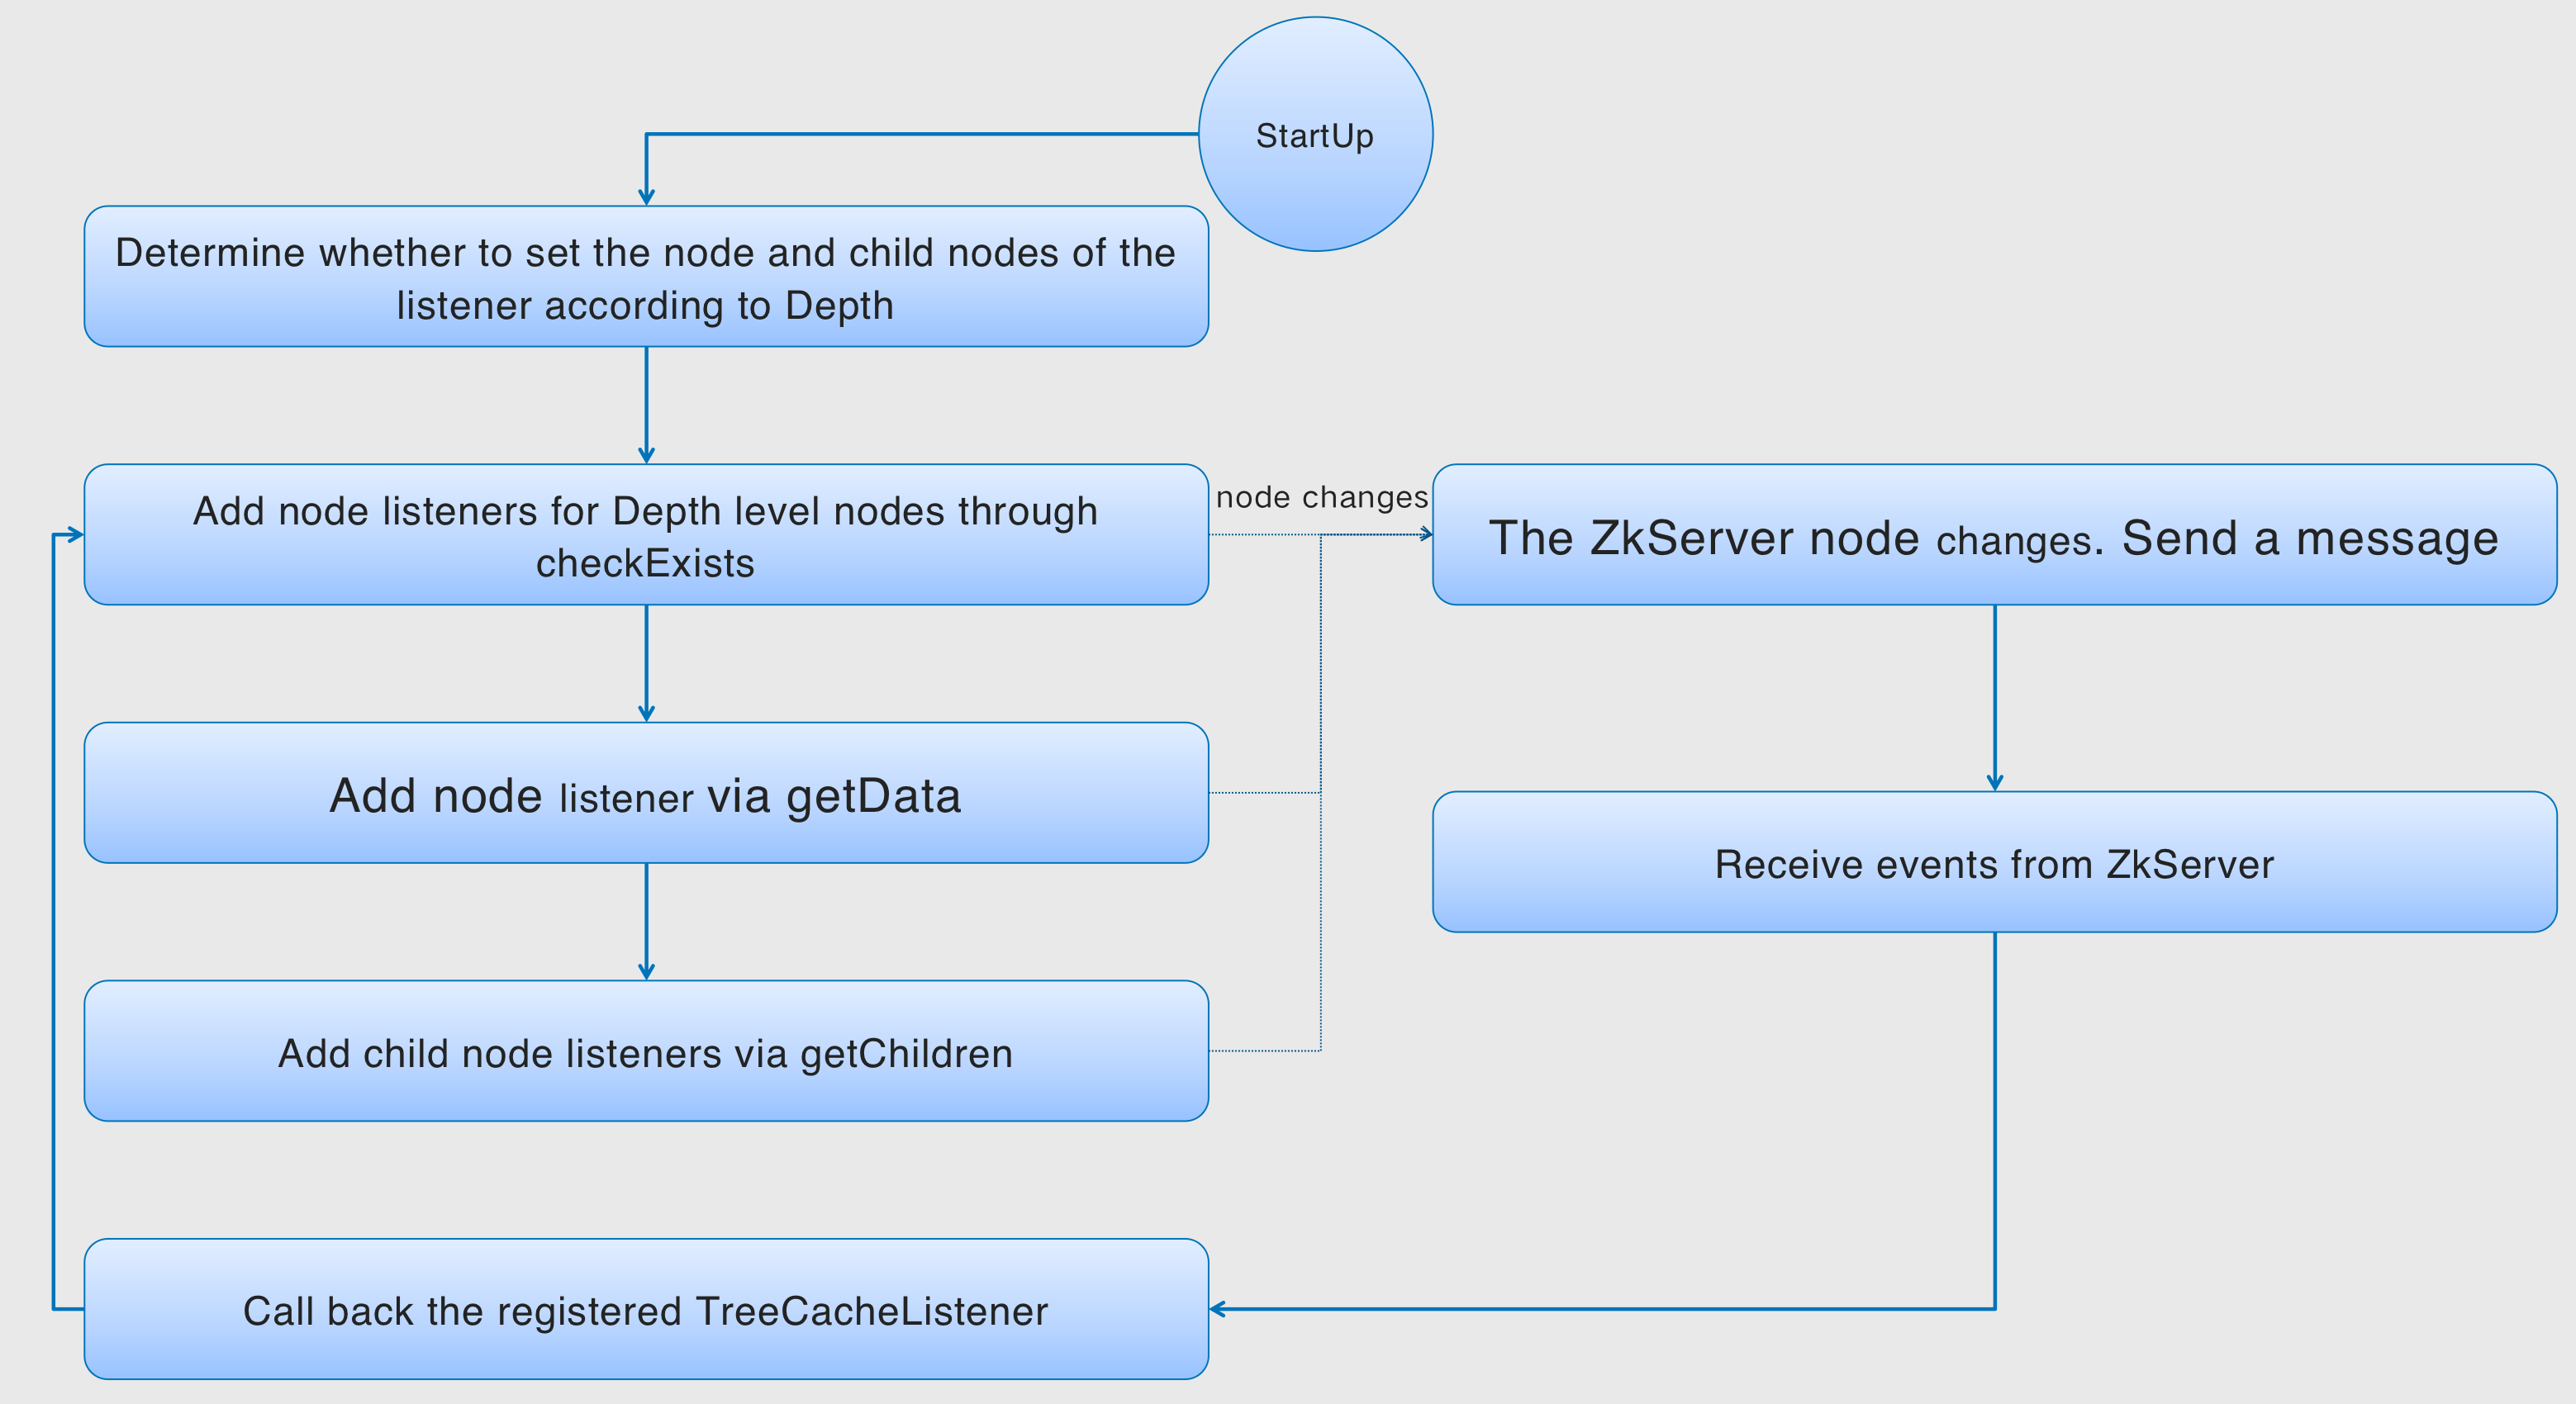 StartUp
Determine whether to set the node and child nodes of the
listener according to Depth
Add node listeners for Depth level nodes through
checkExists
node changes
The ZkServer node changes. Send a message
Add node listener via getData
Receive events from ZkServer
Add child node listeners via getChildren
Call back the registered TreeCacheListener